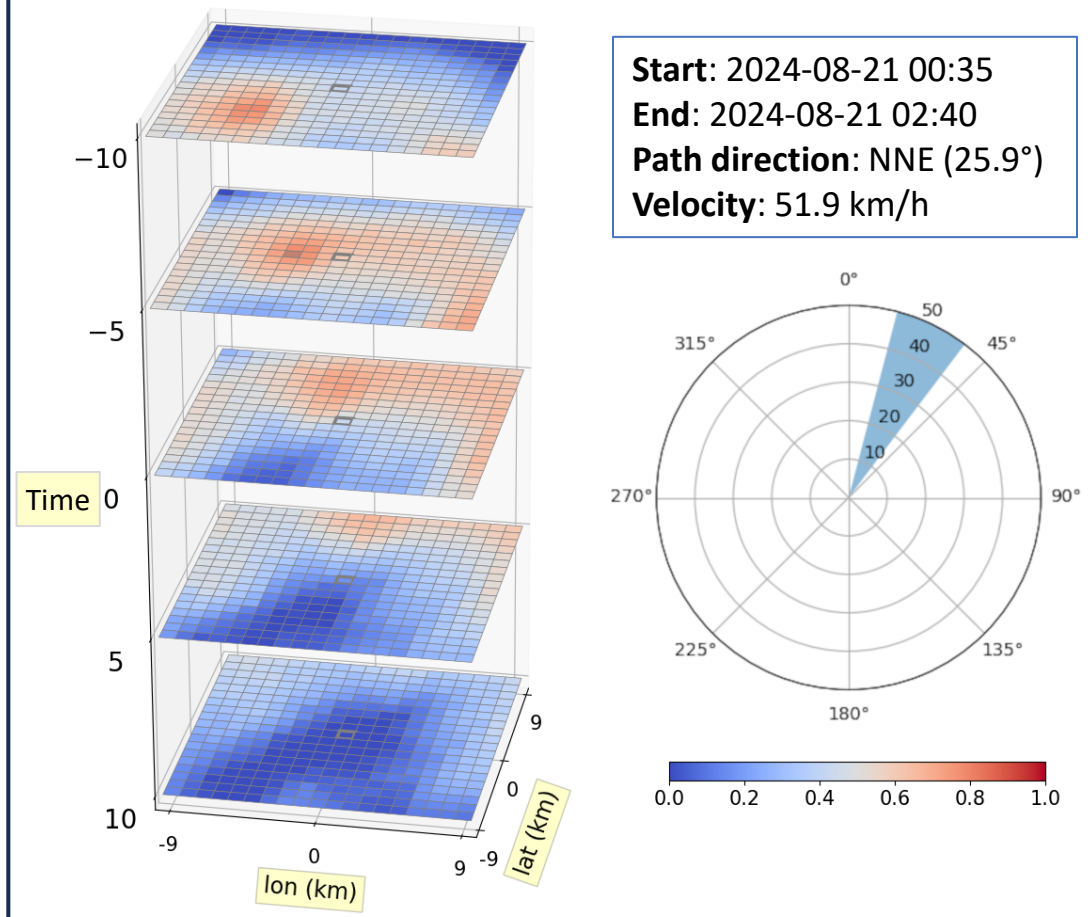 Start: 2024-08-21 00:35
End: 2024-08-21 02:40
Path direction: NNE (25.9°)
Velocity: 51.9 km/h
−10
−5
Time 0
5
10
-9
0
9
lon (km)
-9
0
9
lat (km)
0°
50
45°
40
30
20
10
315°
270°
90°
225°
135°
180°
0.0 0.2 0.4 0.6 0.8 1.0